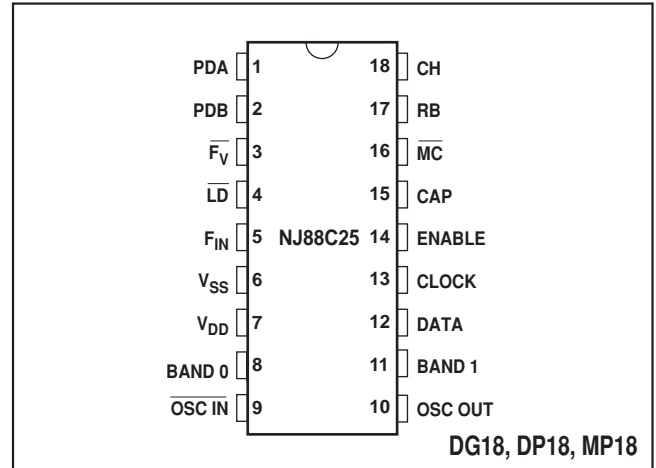 PDA 1 18 CH
PDB 2 17 RB
F̅V̅ 3 16 M̅C̅
L̅D̅ 4 15 CAP
FIN 5 NJ88C25 14 ENABLE
VSS 6 13 CLOCK
VDD 7 12 DATA
BAND 0 8 11 BAND 1
O̅S̅C̅ I̅N̅ 9 10 OSC OUT
DG18, DP18, MP18